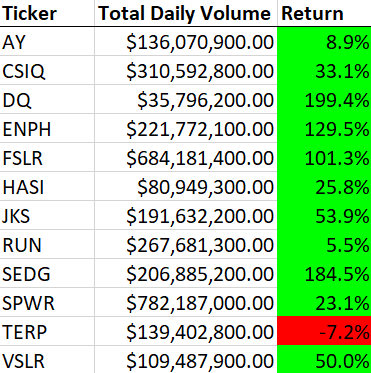 Ticker Total Daily Volume Return
AY $136,070,900.00 8.9%
CSIQ $310,592,800.00 33.1%
DQ $35,796,200.00 199.4%
ENPH $221,772,100.00 129.5%
FSLR $684,181,400.00 101.3%
HASI $80,949,300.00 25.8%
JKS $191,632,200.00 53.9%
RUN $267,681,300.00 5.5%
SEDG $206,885,200.00 184.5%
SPWR $782,187,000.00 23.1%
TERP $139,402,800.00 -7.2%
VSLR $109,487,900.00 50.0%